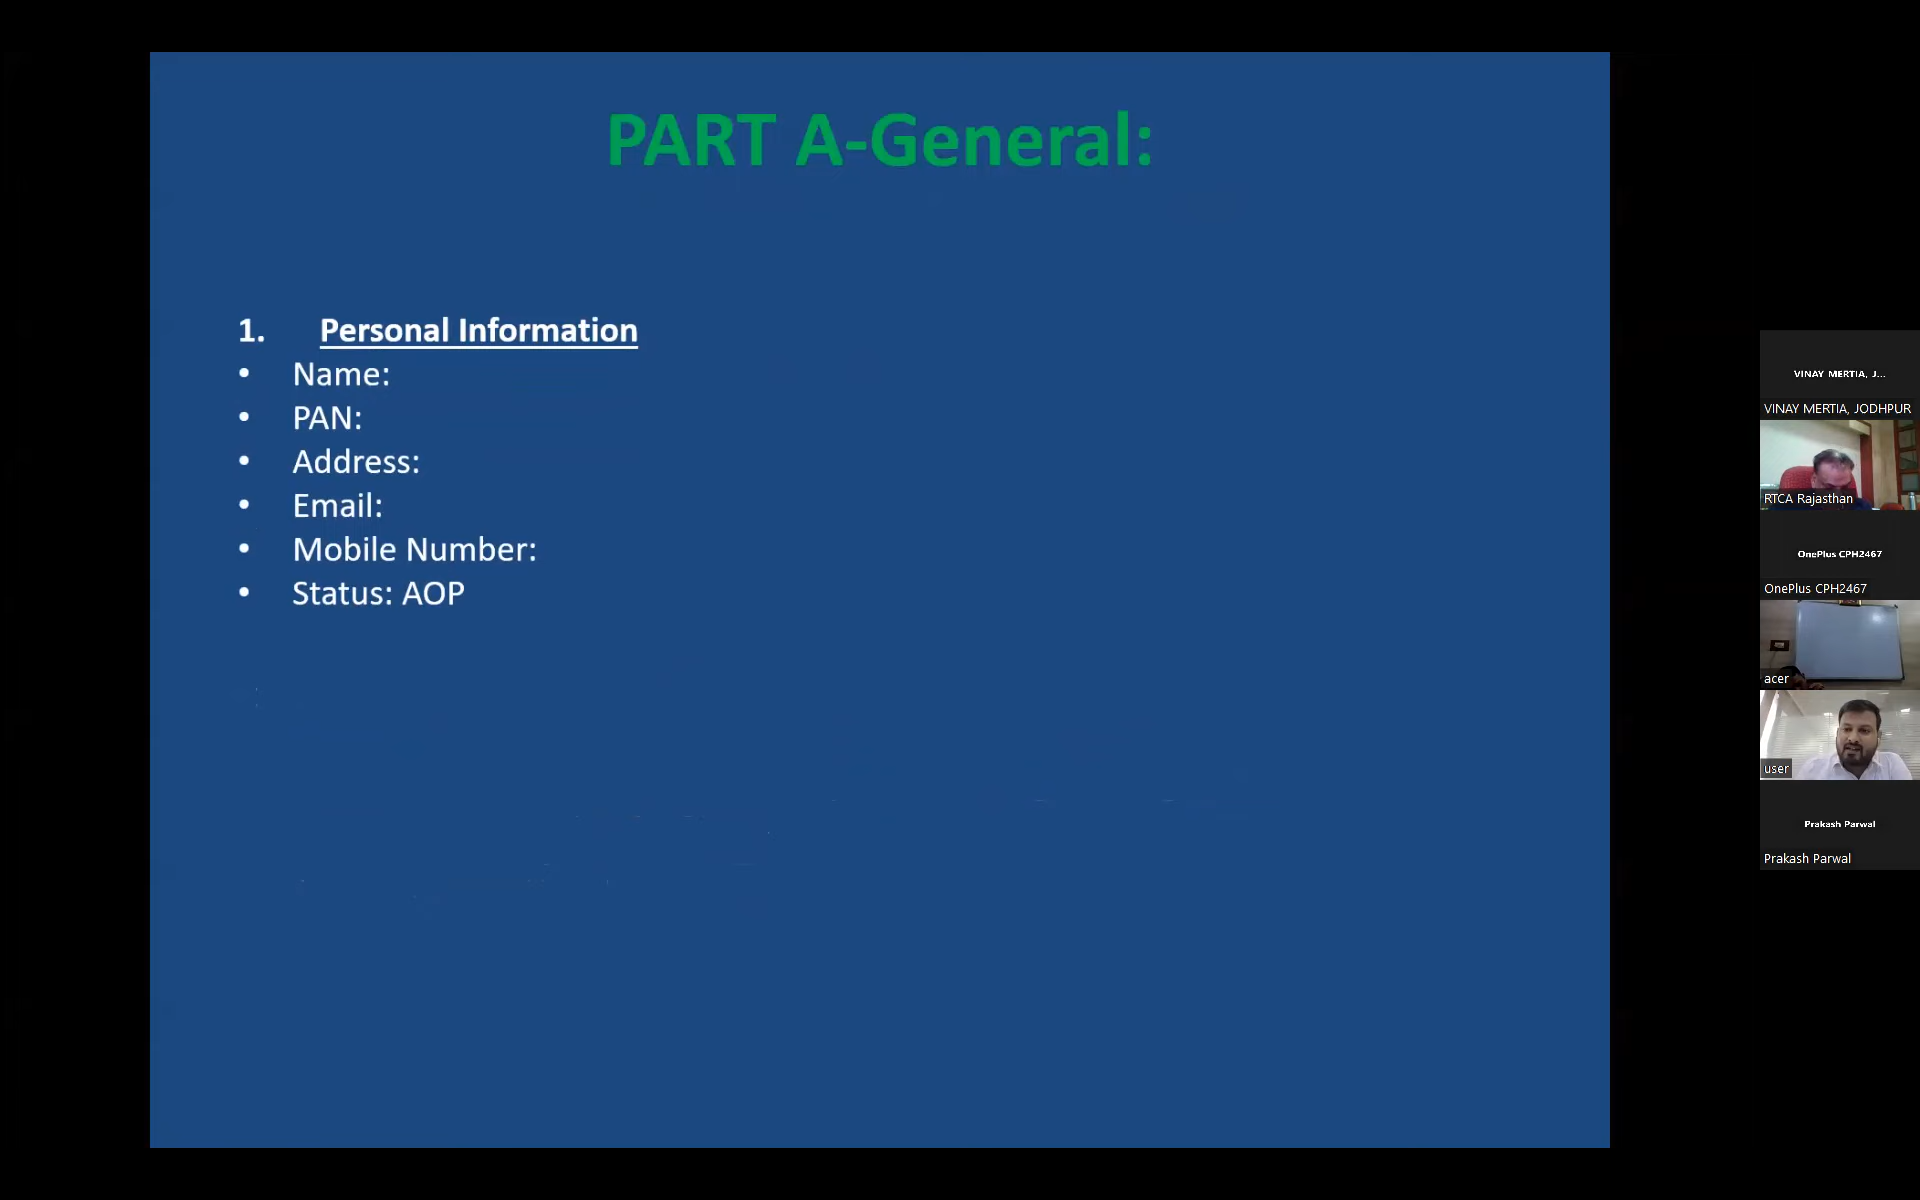 PART A-General:
1. Personal Information
• Name:
• PAN:
• Address:
• Email:
• Mobile Number:
• Status: AOP
VINAY MERTIA, J...
VINAY MERTIA, JODHPUR
RTCA Rajasthan
OnePlus CPH2467
OnePlus CPH2467
acer
user
Prakash Parwal
Prakash Parwal